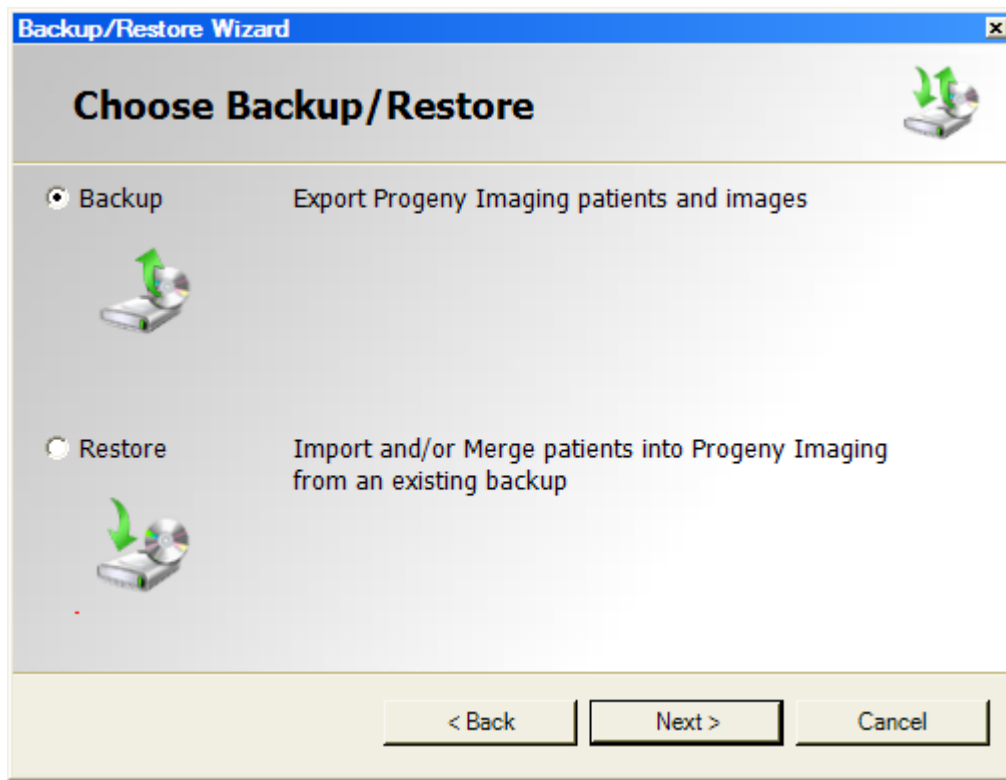 Backup/Restore Wizard
Choose Backup/Restore
Backup
Export Progeny Imaging patients and images
Restore
Import and/or Merge patients into Progeny Imaging
from an existing backup
< Back
Next >
Cancel